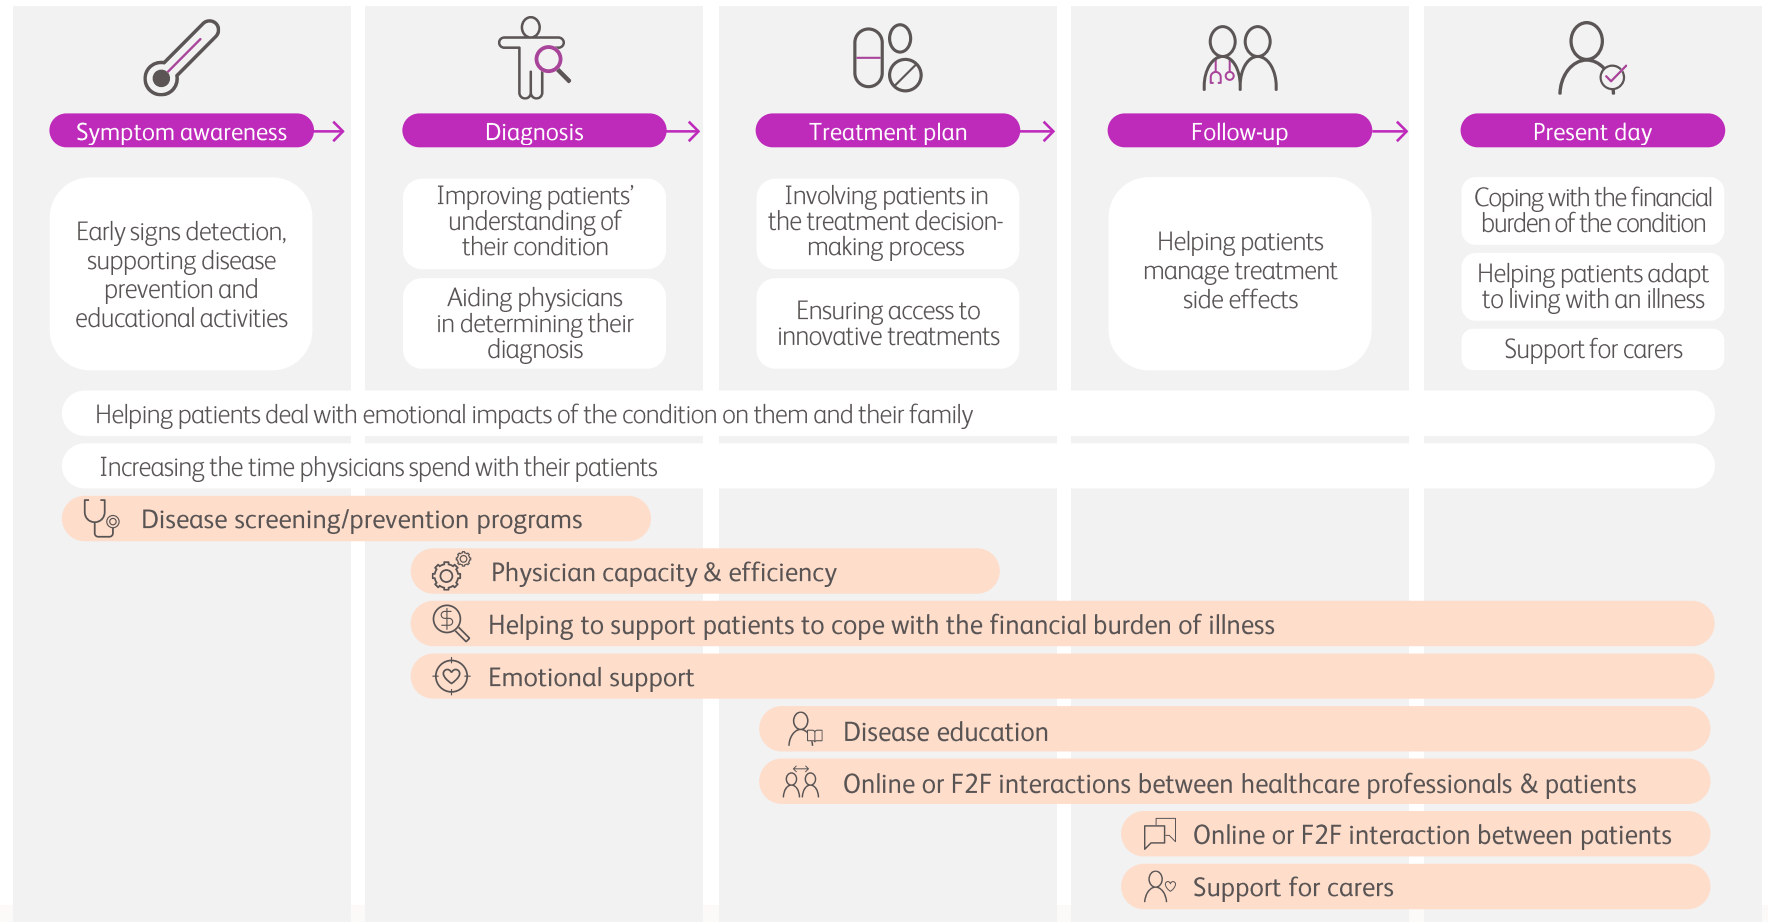 Symptom awareness
Diagnosis
Treatment plan
Follow-up
Present day
Early signs detection,
supporting disease
prevention and
educational activities
Improving patients’
understanding of
their condition
Aiding physicians
in determining their
diagnosis
Involving patients in
the treatment decision-
making process
Ensuring access to
innovative treatments
Helping patients
manage treatment
side effects
Coping with the financial
burden of the condition
Helping patients adapt
to living with an illness
Support for carers
Helping patients deal with emotional impacts of the condition on them and their family
Increasing the time physicians spend with their patients
Disease screening/prevention programs
Physician capacity & efficiency
Helping to support patients to cope with the financial burden of illness
Emotional support
Disease education
Online or F2F interactions between healthcare professionals & patients
Online or F2F interaction between patients
Support for carers